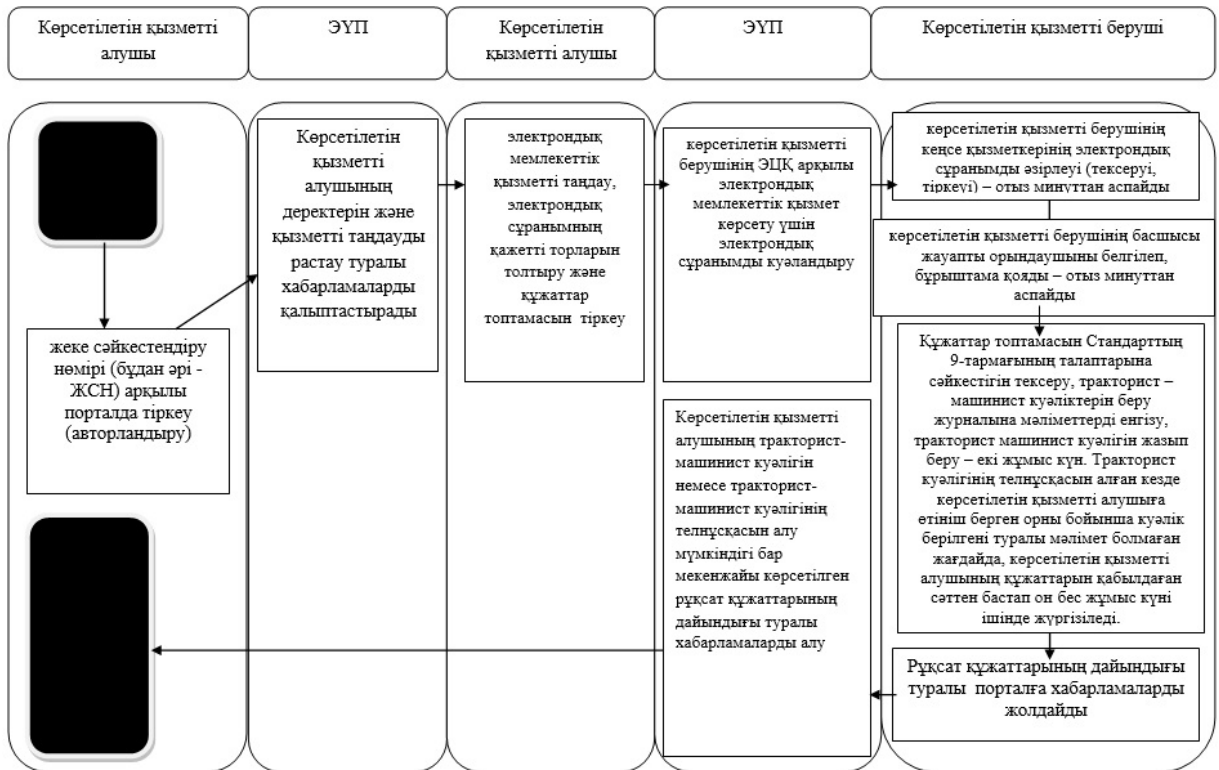 Көрсетілетін қызметті
алушы
ЭҮП
Көрсетілетін
қызметті алушы
ЭҮП
Көрсетілетін қызметті беруші
жеке сәйкестендіру
нөмірі (бұдан әрі -
ЖСН) арқылы
порталда тіркеу
(авторландыру)
Көрсетілетін
қызметті
алушының
деректерін және
қызметті таңдауды
растау туралы
хабарламаларды
қалыптастырады
электрондық
мемлекеттік
қызметті таңдау,
электрондық
сұранымның
қажетті торларын
толтыру және
құжаттар
топтамасын тіркеу
көрсетілетін қызметті
берушінің ЭЦҚ арқылы
электрондық
мемлекеттік қызмет
көрсету үшін
электрондық
сұранымды куәландыру
Көрсетілетін қызметті
алушының тракторист-
машинист куәлігін
немесе тракторист-
машинист куәлігінің
телнұсқасын алу
мүмкіндігі бар
мекенжайы көрсетілген
рұқсат құжаттарының
дайындығы туралы
хабарламаларды алу
көрсетілетін қызметті берушінің
кеңсе қызметкерінің электрондық
сұранымды әзірлеуі (тексеруі,
тіркеуі) – отыз минуттан аспайды
көрсетілетін қызметті берушінің басшысы
жауапты орындаушыны белгілеп,
бұрыштама қояды – отыз минуттан
аспайды
Құжаттар топтамасын Стандарттың
9-тармағының талаптарына
сәйкестігін тексеру, тракторист –
машинист куәліктерін беру
журналына мәліметтерді енгізу,
тракторист машинист куәлігін жазып
беру – екі жұмыс күн. Тракторист
куәлігінің телнұсқасын алған кезде
көрсетілетін қызметті алушыға
өтініш берген орны бойынша куәлік
берілгені туралы мәлімет болмаған
жағдайда, көрсетілетін қызметті
алушының құжаттарын қабылдаған
сәттен бастап он бес жұмыс күні
ішінде жүргізіледі.
Рұқсат құжаттарының дайындығы
туралы порталға хабарламаларды
жолдайды